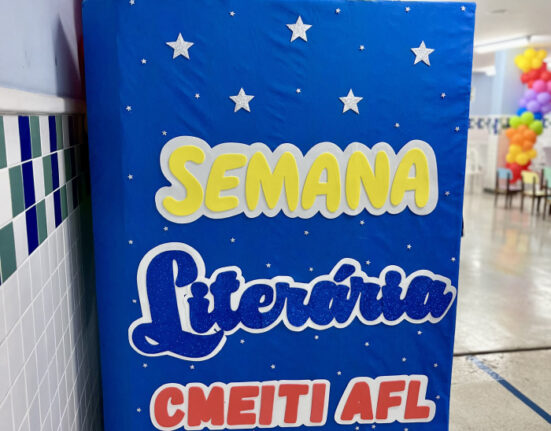 SEMANA
Literária
CMEITI AFL